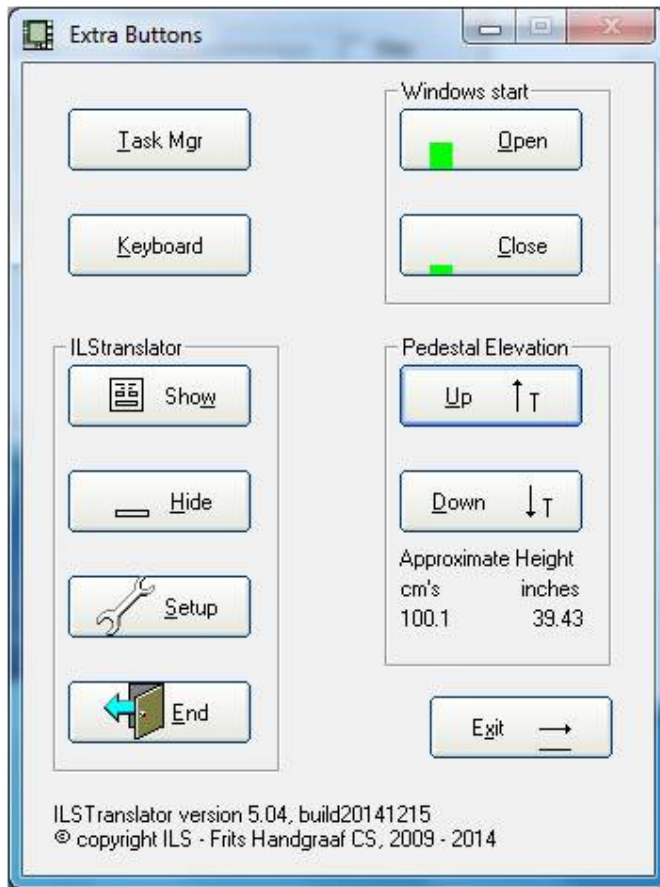 Extra Buttons
Task Mgr
Keyboard
Windows start
Open
Close
ILStranslator
Show
Hide
Setup
End
Pedestal Elevation
Up T
Down T
Approximate Height
cm's inches
100.1 39.43
Exit
ILSTranslator version 5.04, build20141215
© copyright ILS - Frits Handgraaf CS, 2009 - 2014